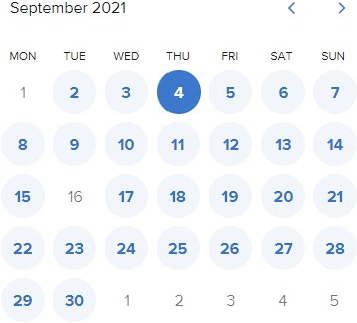 September 2021
MON TUE WED THU FRI SAT SUN
1 2 3 4 5 6 7
8 9 10 11 12 13 14
15 16 17 18 19 20 21
22 23 24 25 26 27 28
29 30 1 2 3 4 5